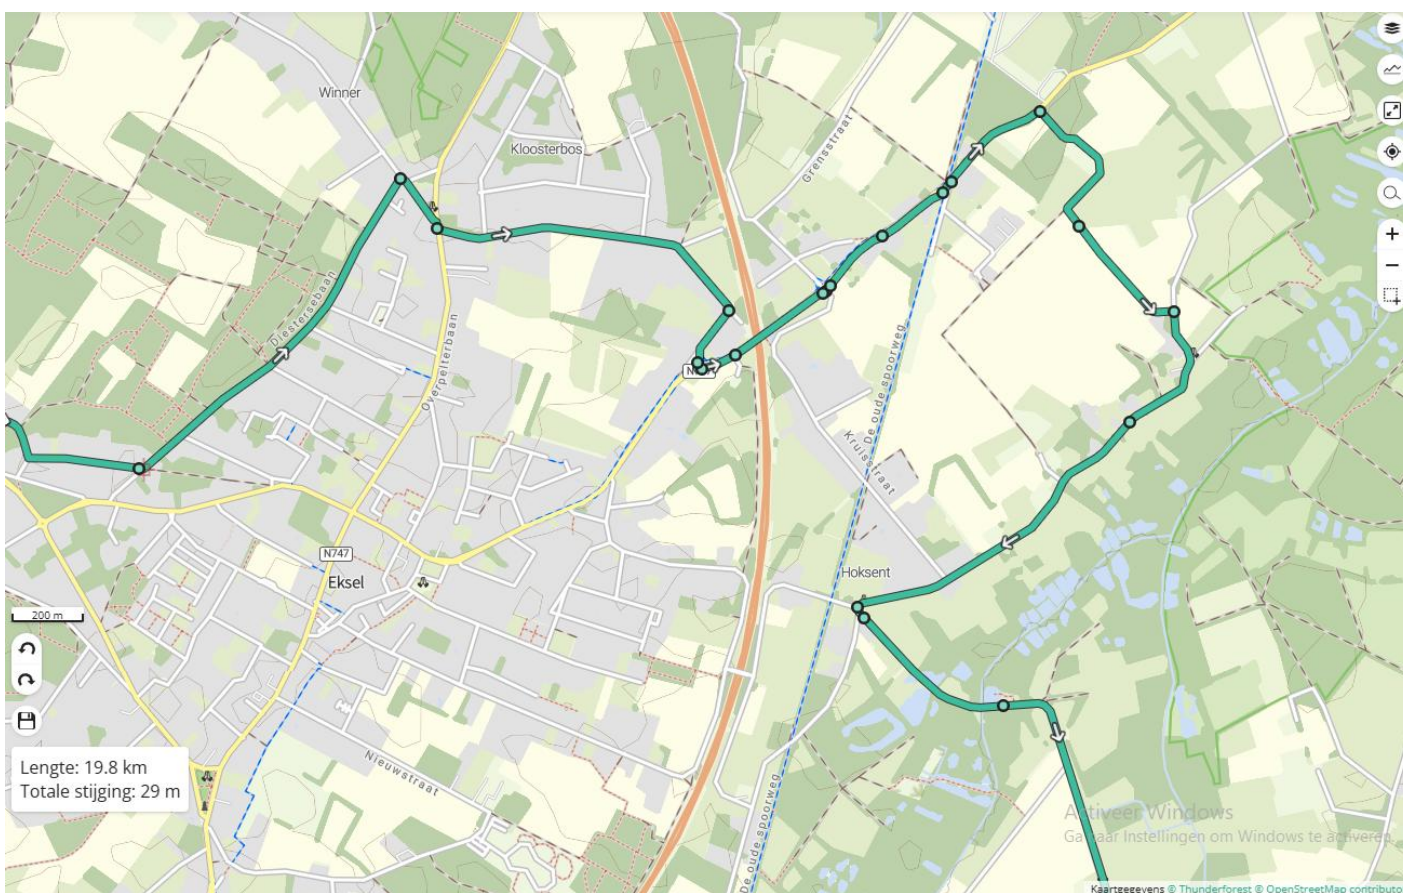 Winner
Kloosterbos
Grensstraat
Diestersebaan
Overpelterbaan
De oude spoorweg
Kruisstraat
N747
Eksel
Hoksent
200 m
Nieuwstraat
De oude spoorweg
Lengte: 19.8 km
Totale stijging: 29 m
Activeer Windows
Ga naar Instellingen om Windows te activeren.
Kaartgegevens © Thunderforest © OpenStreetMap contributo